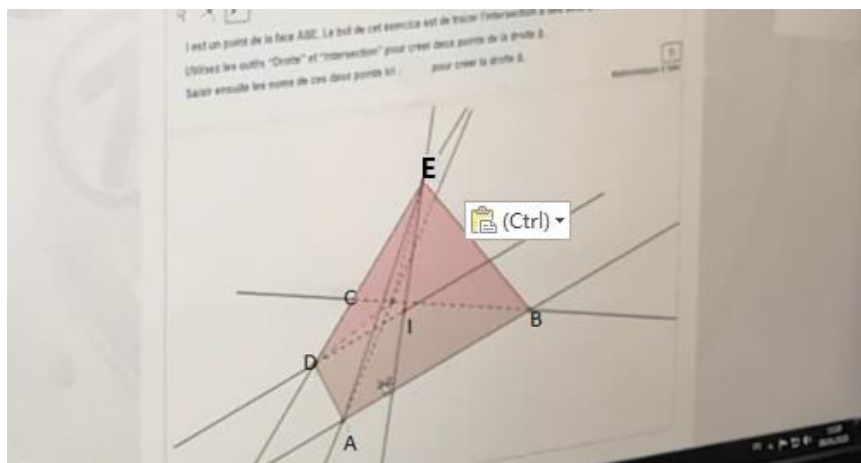 I est un point de la face ABE. Le but de cet exercice est de tracer l'intersection
Utilisez les outils "Droite" et "Intersection" pour créer deux points de la droite Δ.
Saisir ensuite les noms de ces deux points ici : pour créer la droite Δ.
E
(Ctrl)
C
I
B
D
A